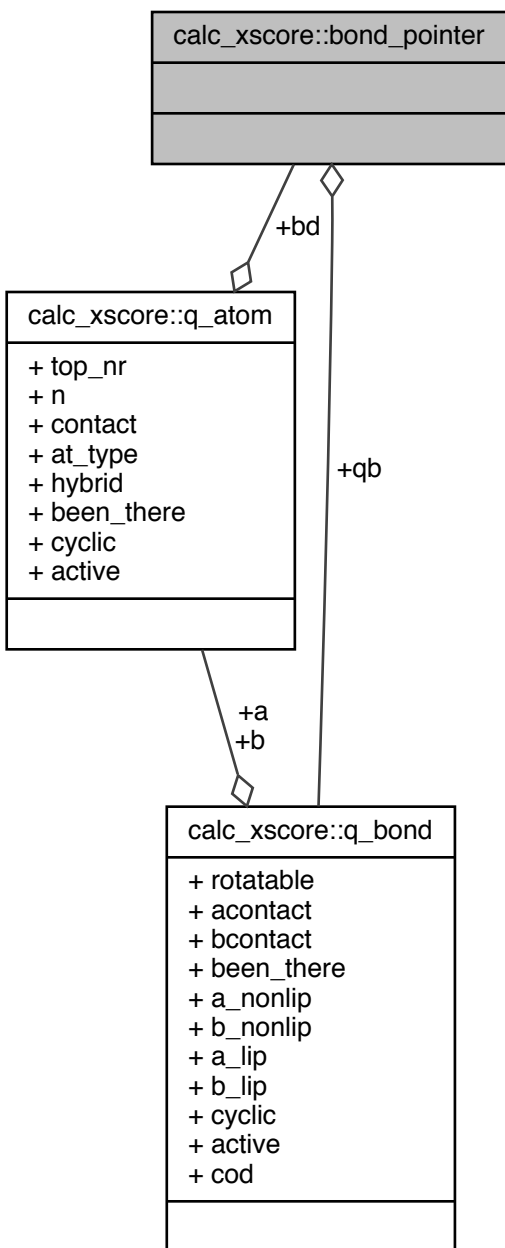 calc_xscore::bond_pointer
+bd
calc_xscore::q_atom
+ top_nr
+ n
+ contact
+ at_type
+ hybrid
+ been_there
+ cyclic
+ active
+qb
+a
+b
calc_xscore::q_bond
+ rotatable
+ acontact
+ bcontact
+ been_there
+ a_nonlip
+ b_nonlip
+ a_lip
+ b_lip
+ cyclic
+ active
+ cod